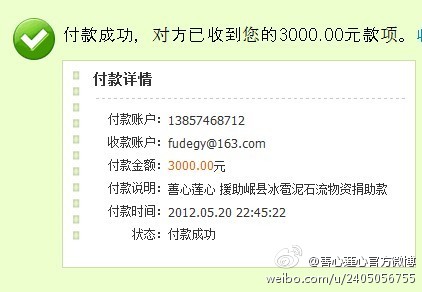 付款成功，对方已收到您的3000.00元款项。
付款详情
付款账户：13857468712
收款账户：fudegy@163.com
付款金额：3000.00元
付款说明：善心莲心 援助岷县冰雹泥石流物资捐助款
付款时间：2012.05.20 22:45:22
状态：付款成功
@善心莲心官方微博
weibo.com/u/2405056755